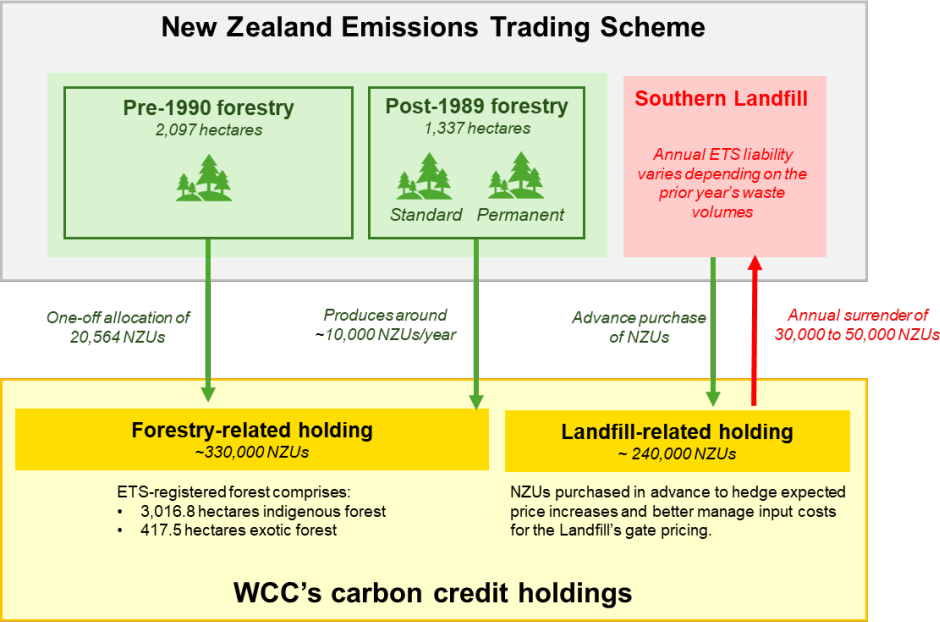 New Zealand Emissions Trading Scheme
Pre-1990 forestry
2,097 hectares
Post-1989 forestry
1,337 hectares
Standard
Permanent
Southern Landfill
Annual ETS liability
varies depending on the
prior year's waste
volumes
One-off allocation of
20,564 NZUs
Produces around
~10,000 NZUs/year
Advance purchase
of NZUs
Annual surrender of
30,000 to 50,000 NZUs
Forestry-related holding
~330,000 NZUs
ETS-registered forest comprises:
• 3,016.8 hectares indigenous forest
• 417.5 hectares exotic forest
Landfill-related holding
~ 240,000 NZUs
NZUs purchased in advance to hedge expected
price increases and better manage input costs
for the Landfill's gate pricing.
WCC's carbon credit holdings